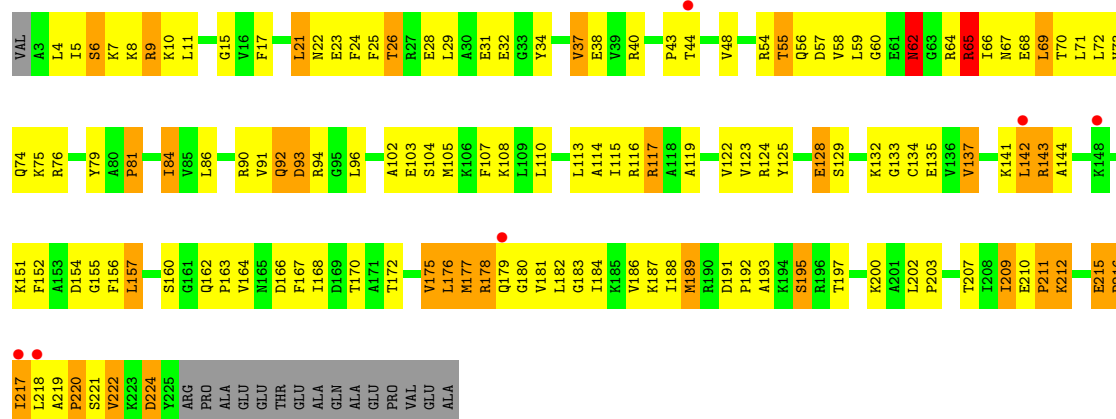 VAL A3 L4 I5 S6 K7 K8 R9 K10 L11 G15 V16 F17 L21 N22 E23 F24 F25 T26 R27 E28 L29 A30 E31 E32 G33 Y34 V37 E38 V39 R40 P43 T44 V48 R54 T55 Q56 D57 V58 L59 G60 E61 N62 G63 R64 R65 I66 N67 E68 L69 T70 L71 L72
Q74 K75 R76 Y79 A80 P81 I84 V85 L86 R90 V91 Q92 D93 R94 G95 L96 A102 E103 S104 M105 K106 F107 K108 L109 L110 L113 A114 I115 R116 R117 A118 A119 V122 V123 R124 Y125 E128 S129 K132 G133 C134 E135 V136 V137 K141 L142 R143 A144 K148
K151 F152 A153 D154 G155 F156 L157 S160 G161 Q162 P163 V164 N165 D166 F167 I168 D169 T170 A171 T172 V175 L176 M177 R178 Q179 G180 V181 L182 G183 I184 K185 V186 K187 I188 M189 R190 D191 P192 A193 K194 S195 R196 T197 K200 A201 L202 P203 T207 I208 I209 E210 P211 K212 E215
I217 L218 A219 P220 S221 V222 K223 D224 Y225 ARG PRO ALA GLU GLU THR GLU ALA GLN ALA GLU PRO VAL GLU ALA